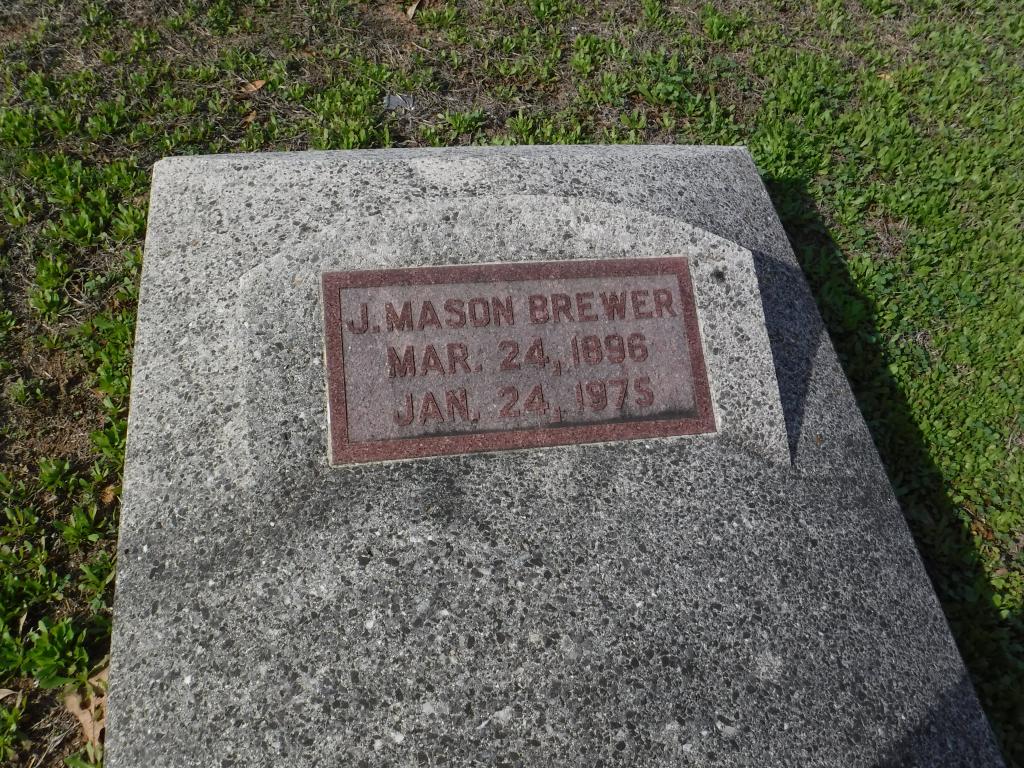 J. MASON BREWER
MAR. 24, 1896
JAN. 24, 1975